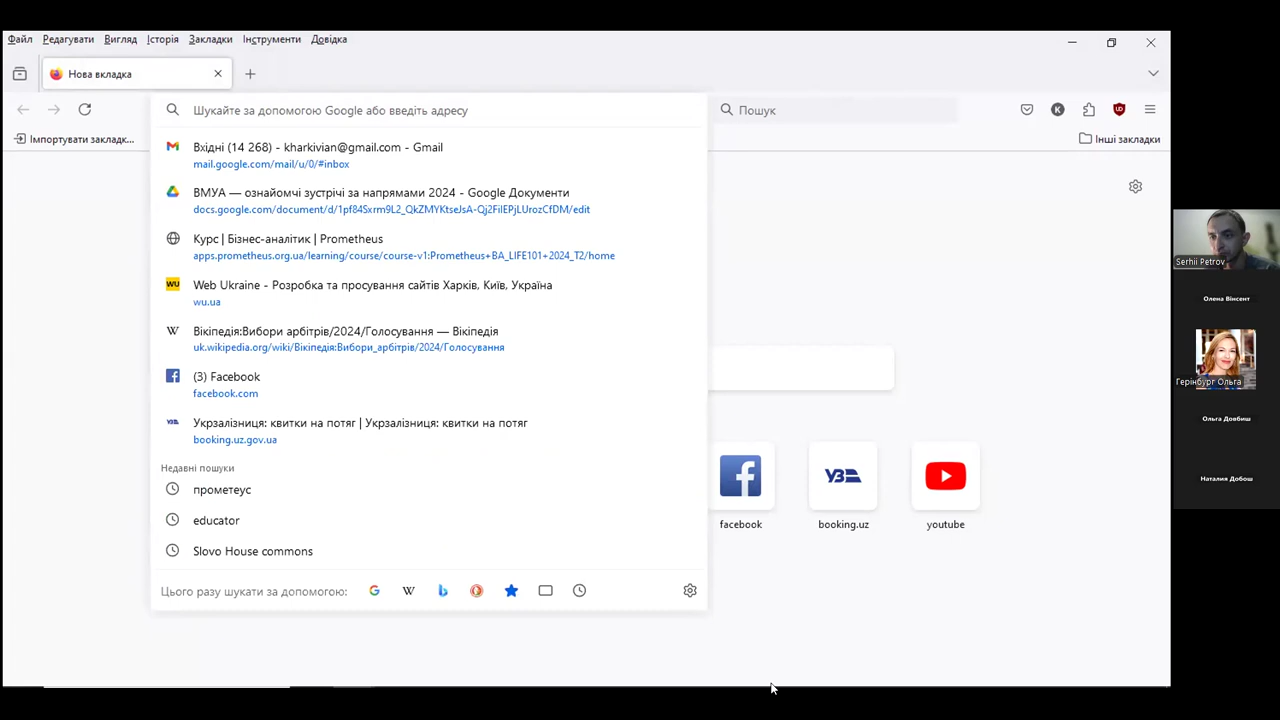 Файл Редагувати Вигляд Історія Закладки Інструменти Довідка
Нова вкладка
Шукайте за допомогою Google або введіть адресу
Пошук
Імпортувати закладк...
Інші закладки
Вхідні (14 268) - kharkivian@gmail.com - Gmail
mail.google.com/mail/u/0/#inbox
ВМУА — ознайомчі зустрічі за напрямами 2024 - Google Документи
docs.google.com/document/d/1pf84Sxrm9L2_QkZMYKtseJsA-Qj2FilEPjLUrozCfDM/edit
Курс | Бізнес-аналітик | Prometheus
apps.prometheus.org.ua/learning/course/course-v1:Prometheus+BA_LIFE101+2024_T2/home
Web Ukraine - Розробка та просування сайтів Харків, Київ, Україна
wu.ua
Вікіпедія:Вибори арбітрів/2024/Голосування — Вікіпедія
uk.wikipedia.org/wiki/Вікіпедія:Вибори_арбітрів/2024/Голосування
(3) Facebook
facebook.com
Укрзалізниця: квитки на потяг | Укрзалізниця: квитки на потяг
booking.uz.gov.ua
Недавні пошуки
прометеус
educator
Slovo House commons
Цього разу шукати за допомогою:
facebook
booking.uz
youtube
Serhii Petrov
Олена Вінсент
Герінбург Ольга
Ольга Довбиш
Наталия Добош